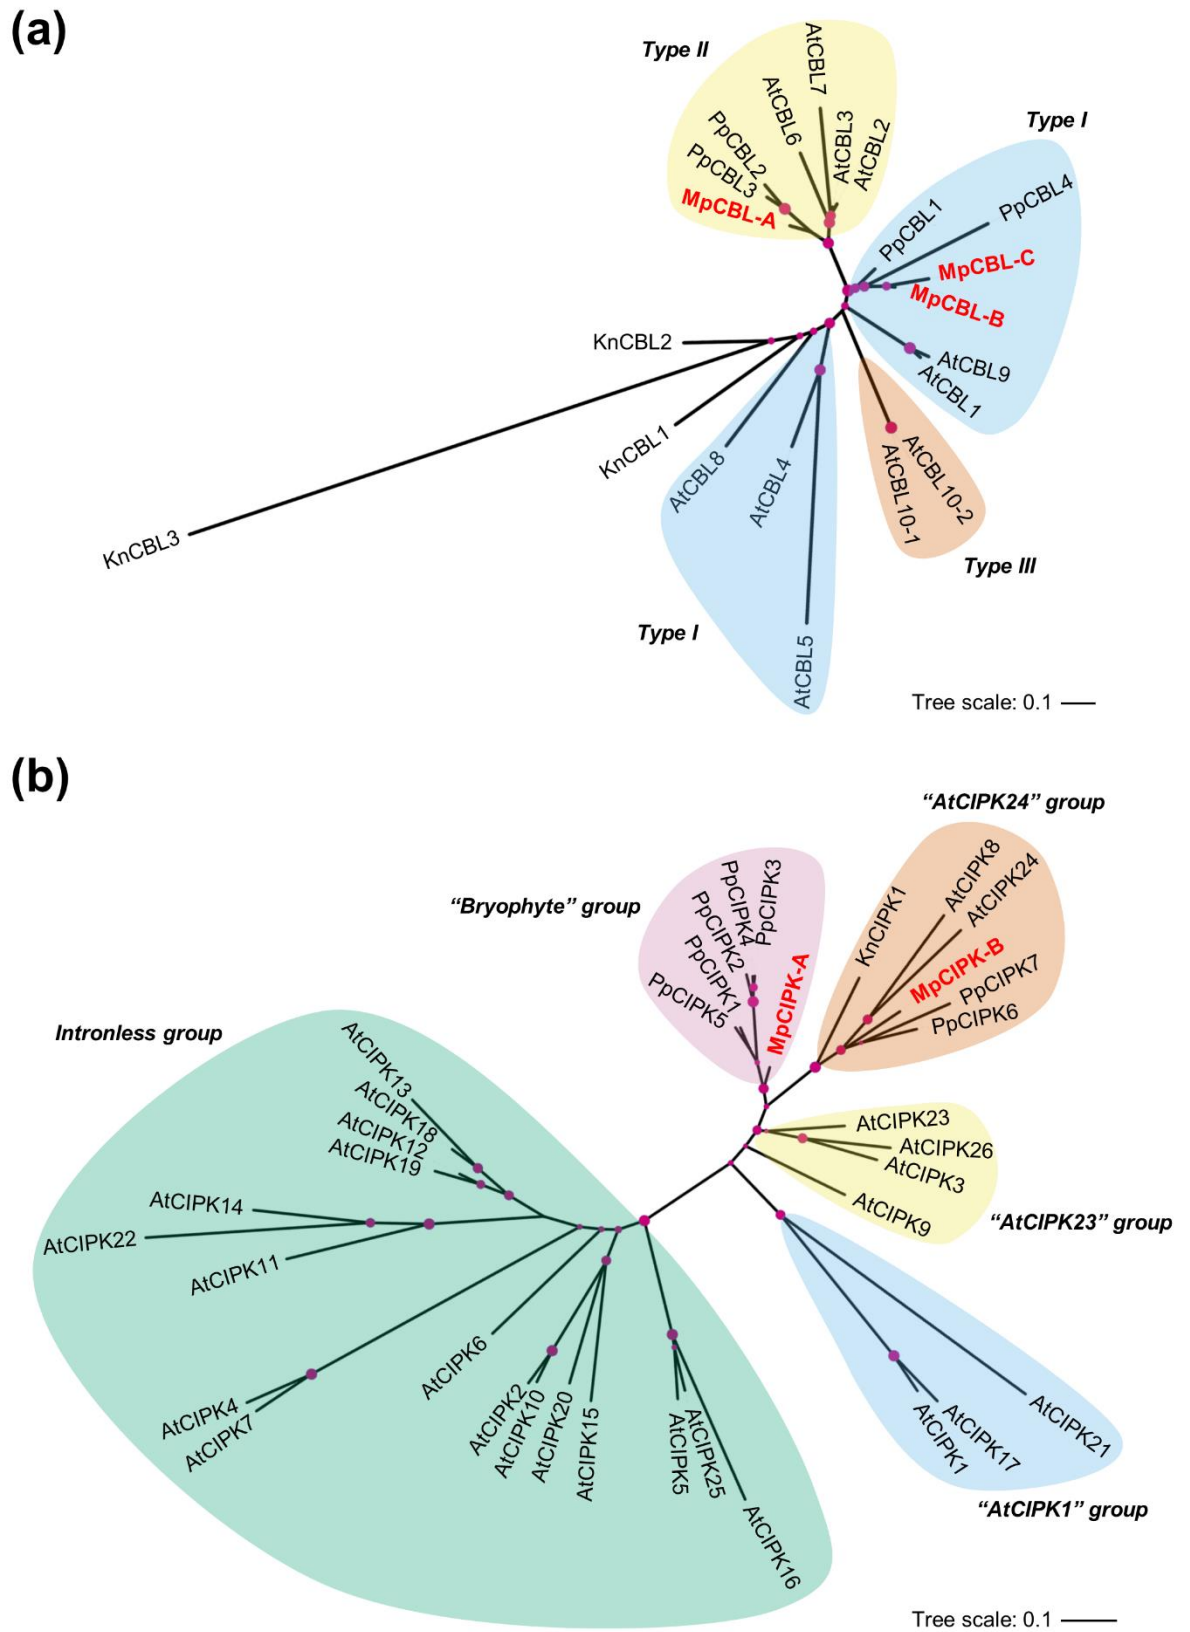 (a)
Type II
AtCBL7
AtCBL6
AtCBL3
AtCBL2
PpCBL2
PpCBL3
MpCBL-A
Type I
PpCBL1
PpCBL4
MpCBL-C
MpCBL-B
AtCBL9
AtCBL1
KnCBL2
KnCBL1
KnCBL3
AtCBL8
AtCBL4
AtCBL5
AtCBL10-2
AtCBL10-1
Type III
Type I
Tree scale: 0.1
(b)
“AtCIPK24” group
“Bryophyte” group
PpCIPK3
PpCIPK4
PpCIPK2
PpCIPK1
PpCIPK5
MpCIPK-A
KnCIPK1
AtCIPK8
AtCIPK24
MpCIPK-B
PpCIPK7
PpCIPK6
Intronless group
AtCIPK13
AtCIPK18
AtCIPK12
AtCIPK19
AtCIPK14
AtCIPK22
AtCIPK11
AtCIPK4
AtCIPK7
AtCIPK6
AtCIPK2
AtCIPK10
AtCIPK20
AtCIPK15
AtCIPK5
AtCIPK25
AtCIPK16
AtCIPK23
AtCIPK26
AtCIPK3
AtCIPK9
“AtCIPK23” group
AtCIPK21
AtCIPK17
AtCIPK1
“AtCIPK1” group
Tree scale: 0.1